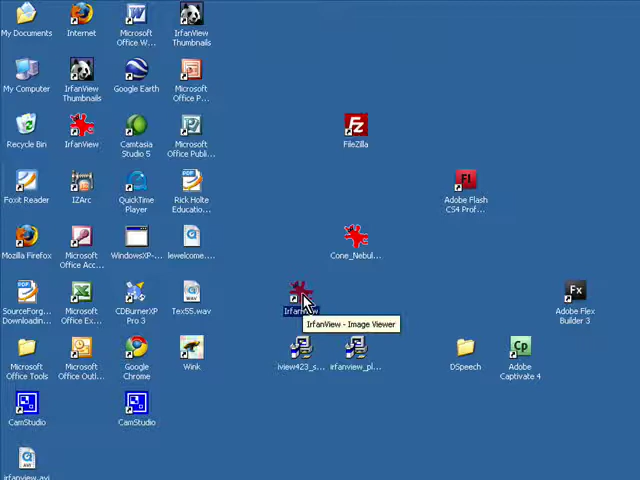 My Documents
Internet
Microsoft
Office W...
IrfanView
Thumbnails
My Computer
IrfanView
Thumbnails
Google Earth
Microsoft
Office P...
Recycle Bin
IrfanView
Camtasia
Studio 5
Microsoft
Office Publ...
FileZilla
Foxit Reader
IZArc
QuickTime
Player
Rick Holte
Educatio...
Adobe Flash
CS4 Prof...
Mozilla Firefox
Microsoft
Office Acc...
WindowsXP-...
lewelcome...
Cone_Nebul...
SourceForg...
Downloadin...
Microsoft
Office Ex...
CDBurnerXP
Pro 3
Tex55.wav
IrfanView
IrfanView - Image Viewer
Adobe Flex
Builder 3
Microsoft
Office Tools
Microsoft
Office Outl...
Google
Chrome
Wink
iview423_s...
irfanview_pl...
DSpeech
Adobe
Captivate 4
CamStudio
CamStudio
irfanview.avi